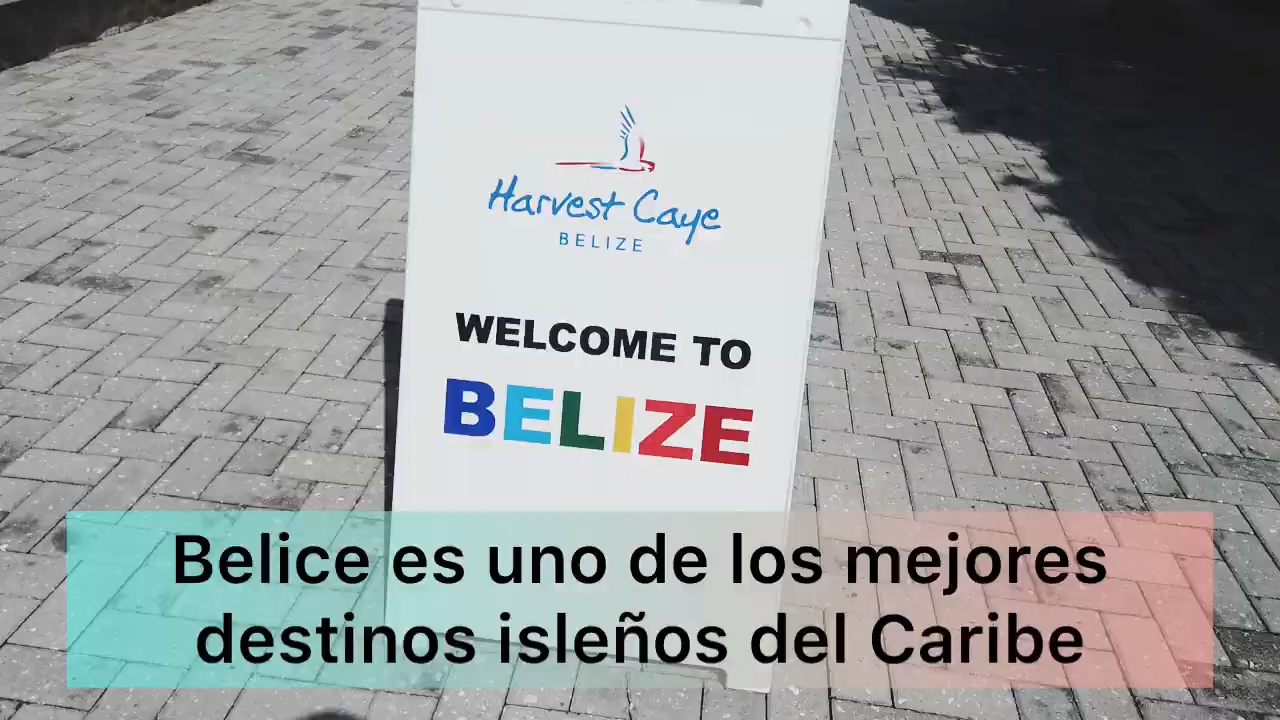 Harvest Caye
BELIZE
WELCOME TO
BELIZE
Belice es uno de los mejores
destinos isleños del Caribe